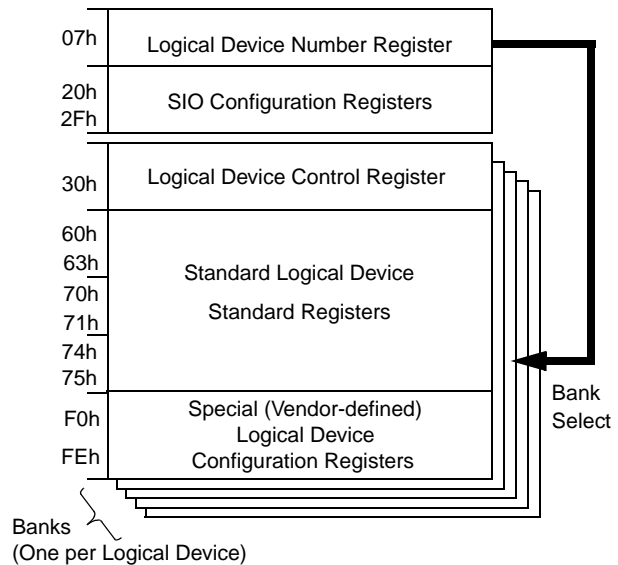 07h
Logical Device Number Register
20h
2Fh
SIO Configuration Registers
30h
Logical Device Control Register
60h
63h
70h
71h
74h
75h
Standard Logical Device
Standard Registers
F0h
FEh
Special (Vendor-defined)
Logical Device
Configuration Registers
Bank
Select
Banks
(One per Logical Device)